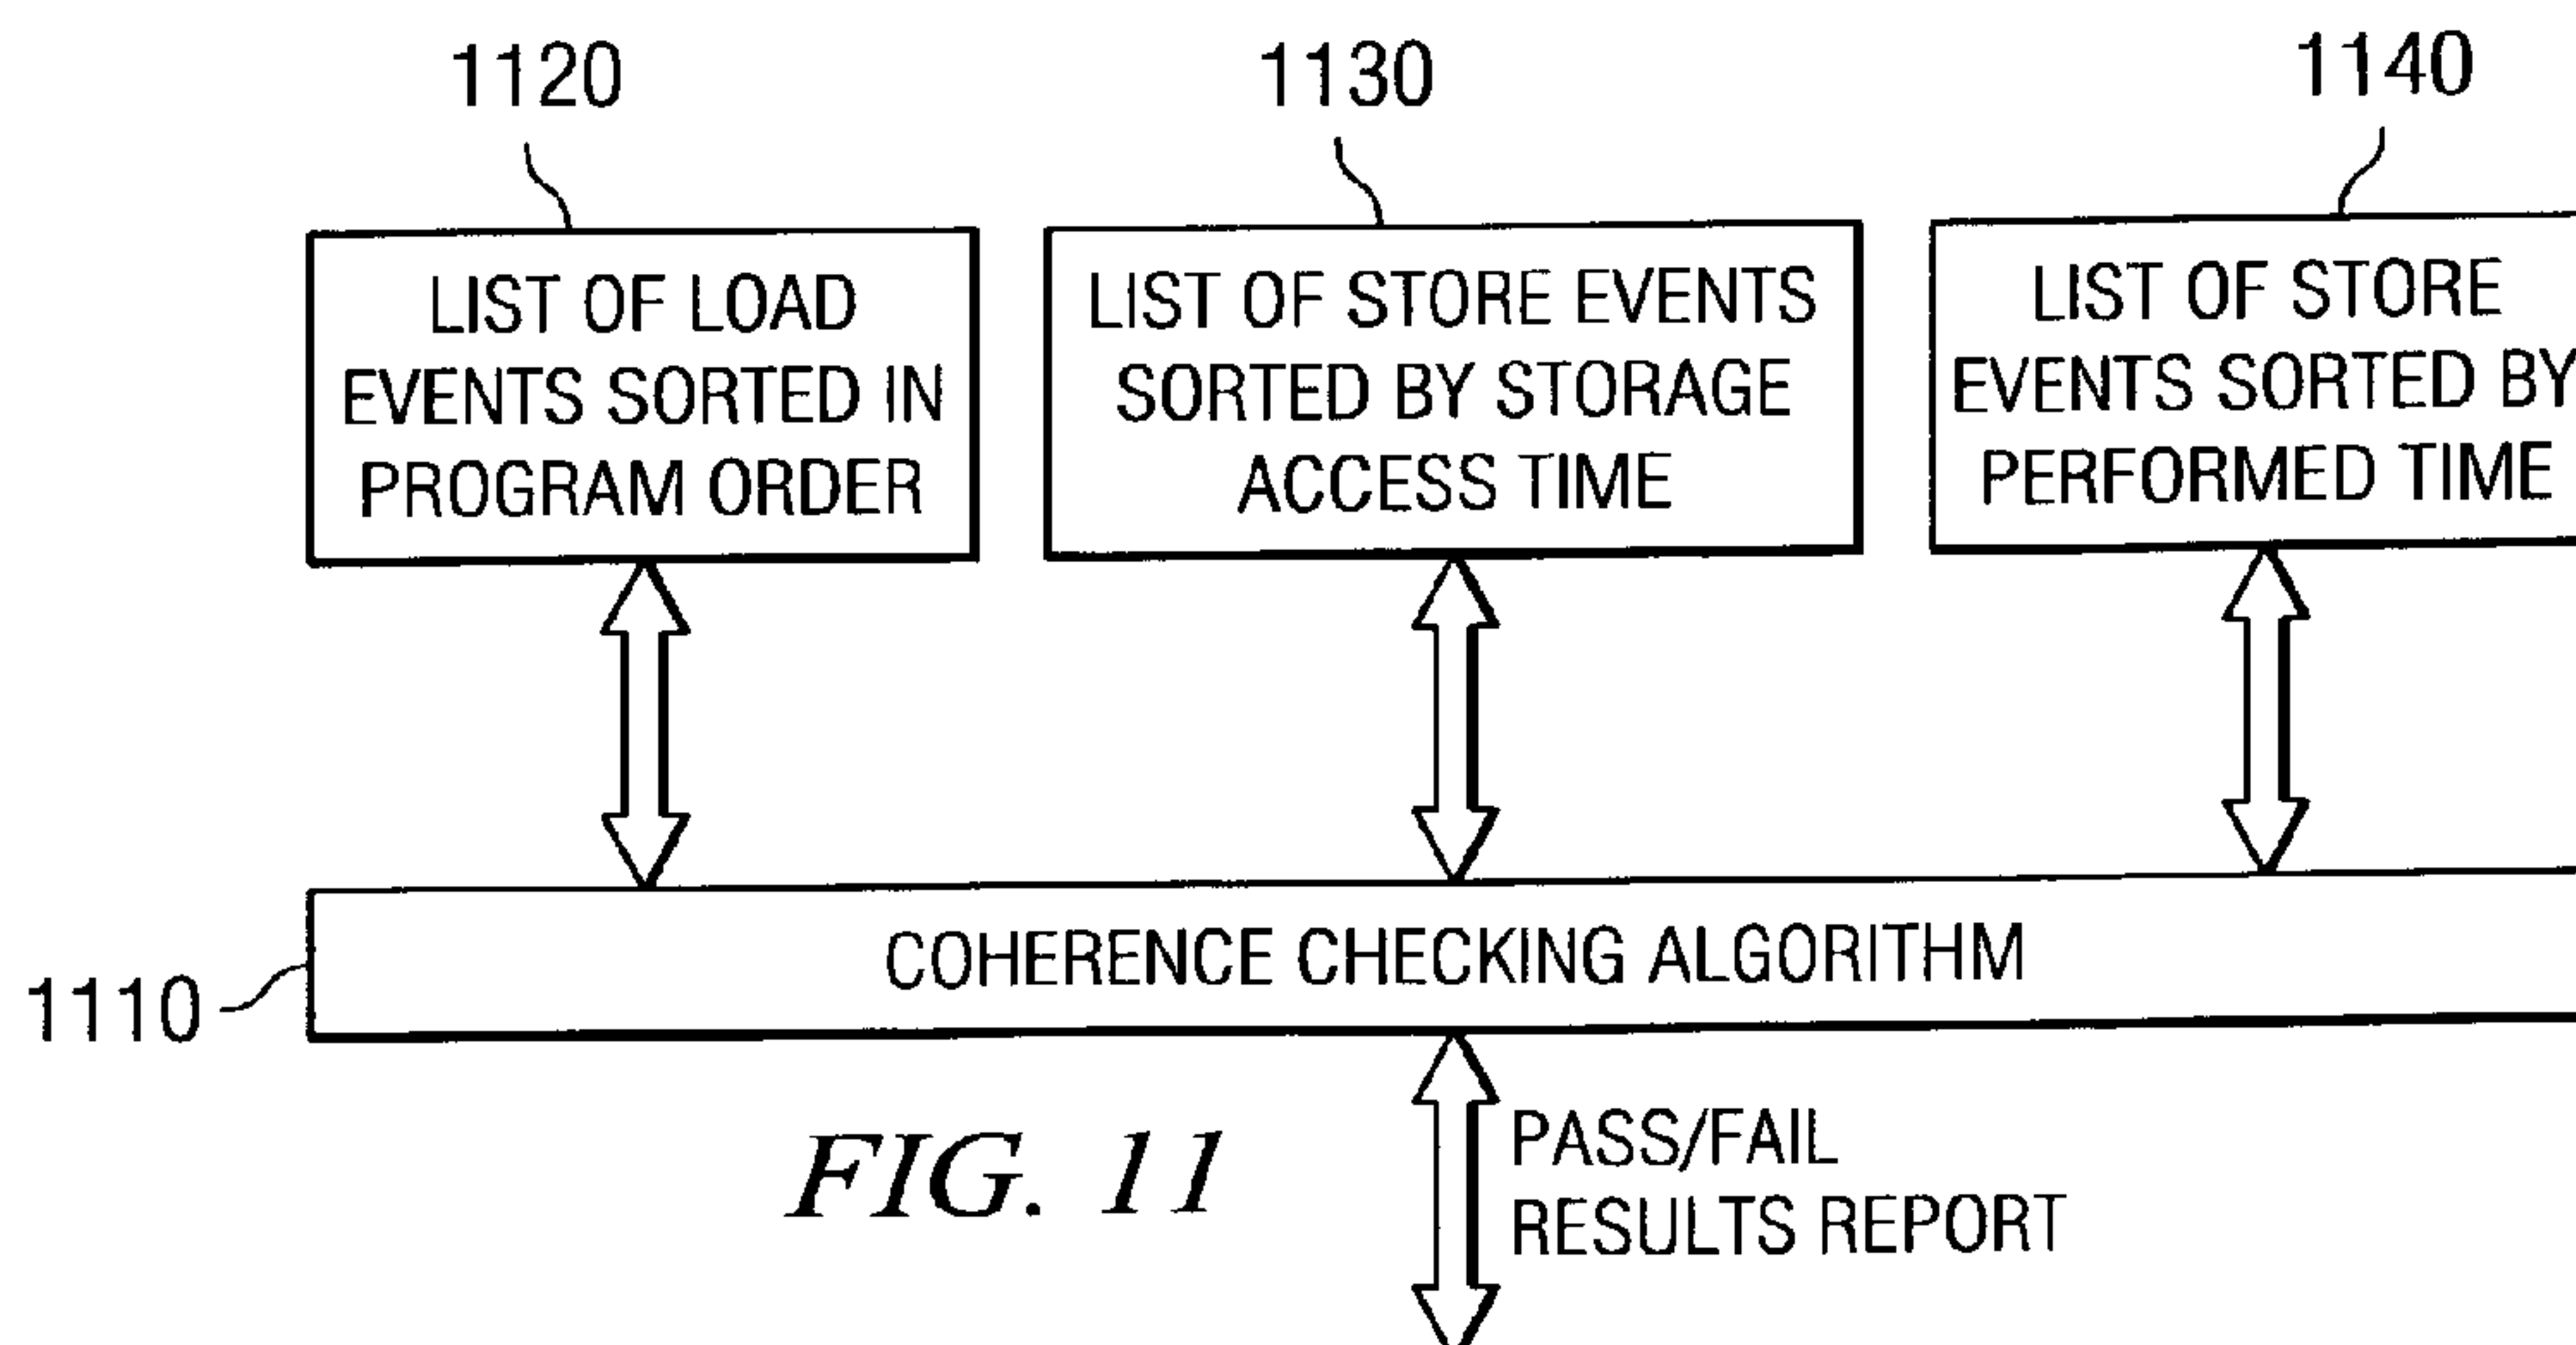 1120
1130
1140
LIST OF LOAD
EVENTS SORTED IN
PROGRAM ORDER
LIST OF STORE EVENTS
SORTED BY STORAGE
ACCESS TIME
LIST OF STORE
EVENTS SORTED BY
PERFORMED TIME
COHERENCE CHECKING ALGORITHM
1110
PASS/FAIL
RESULTS REPORT
FIG. 11